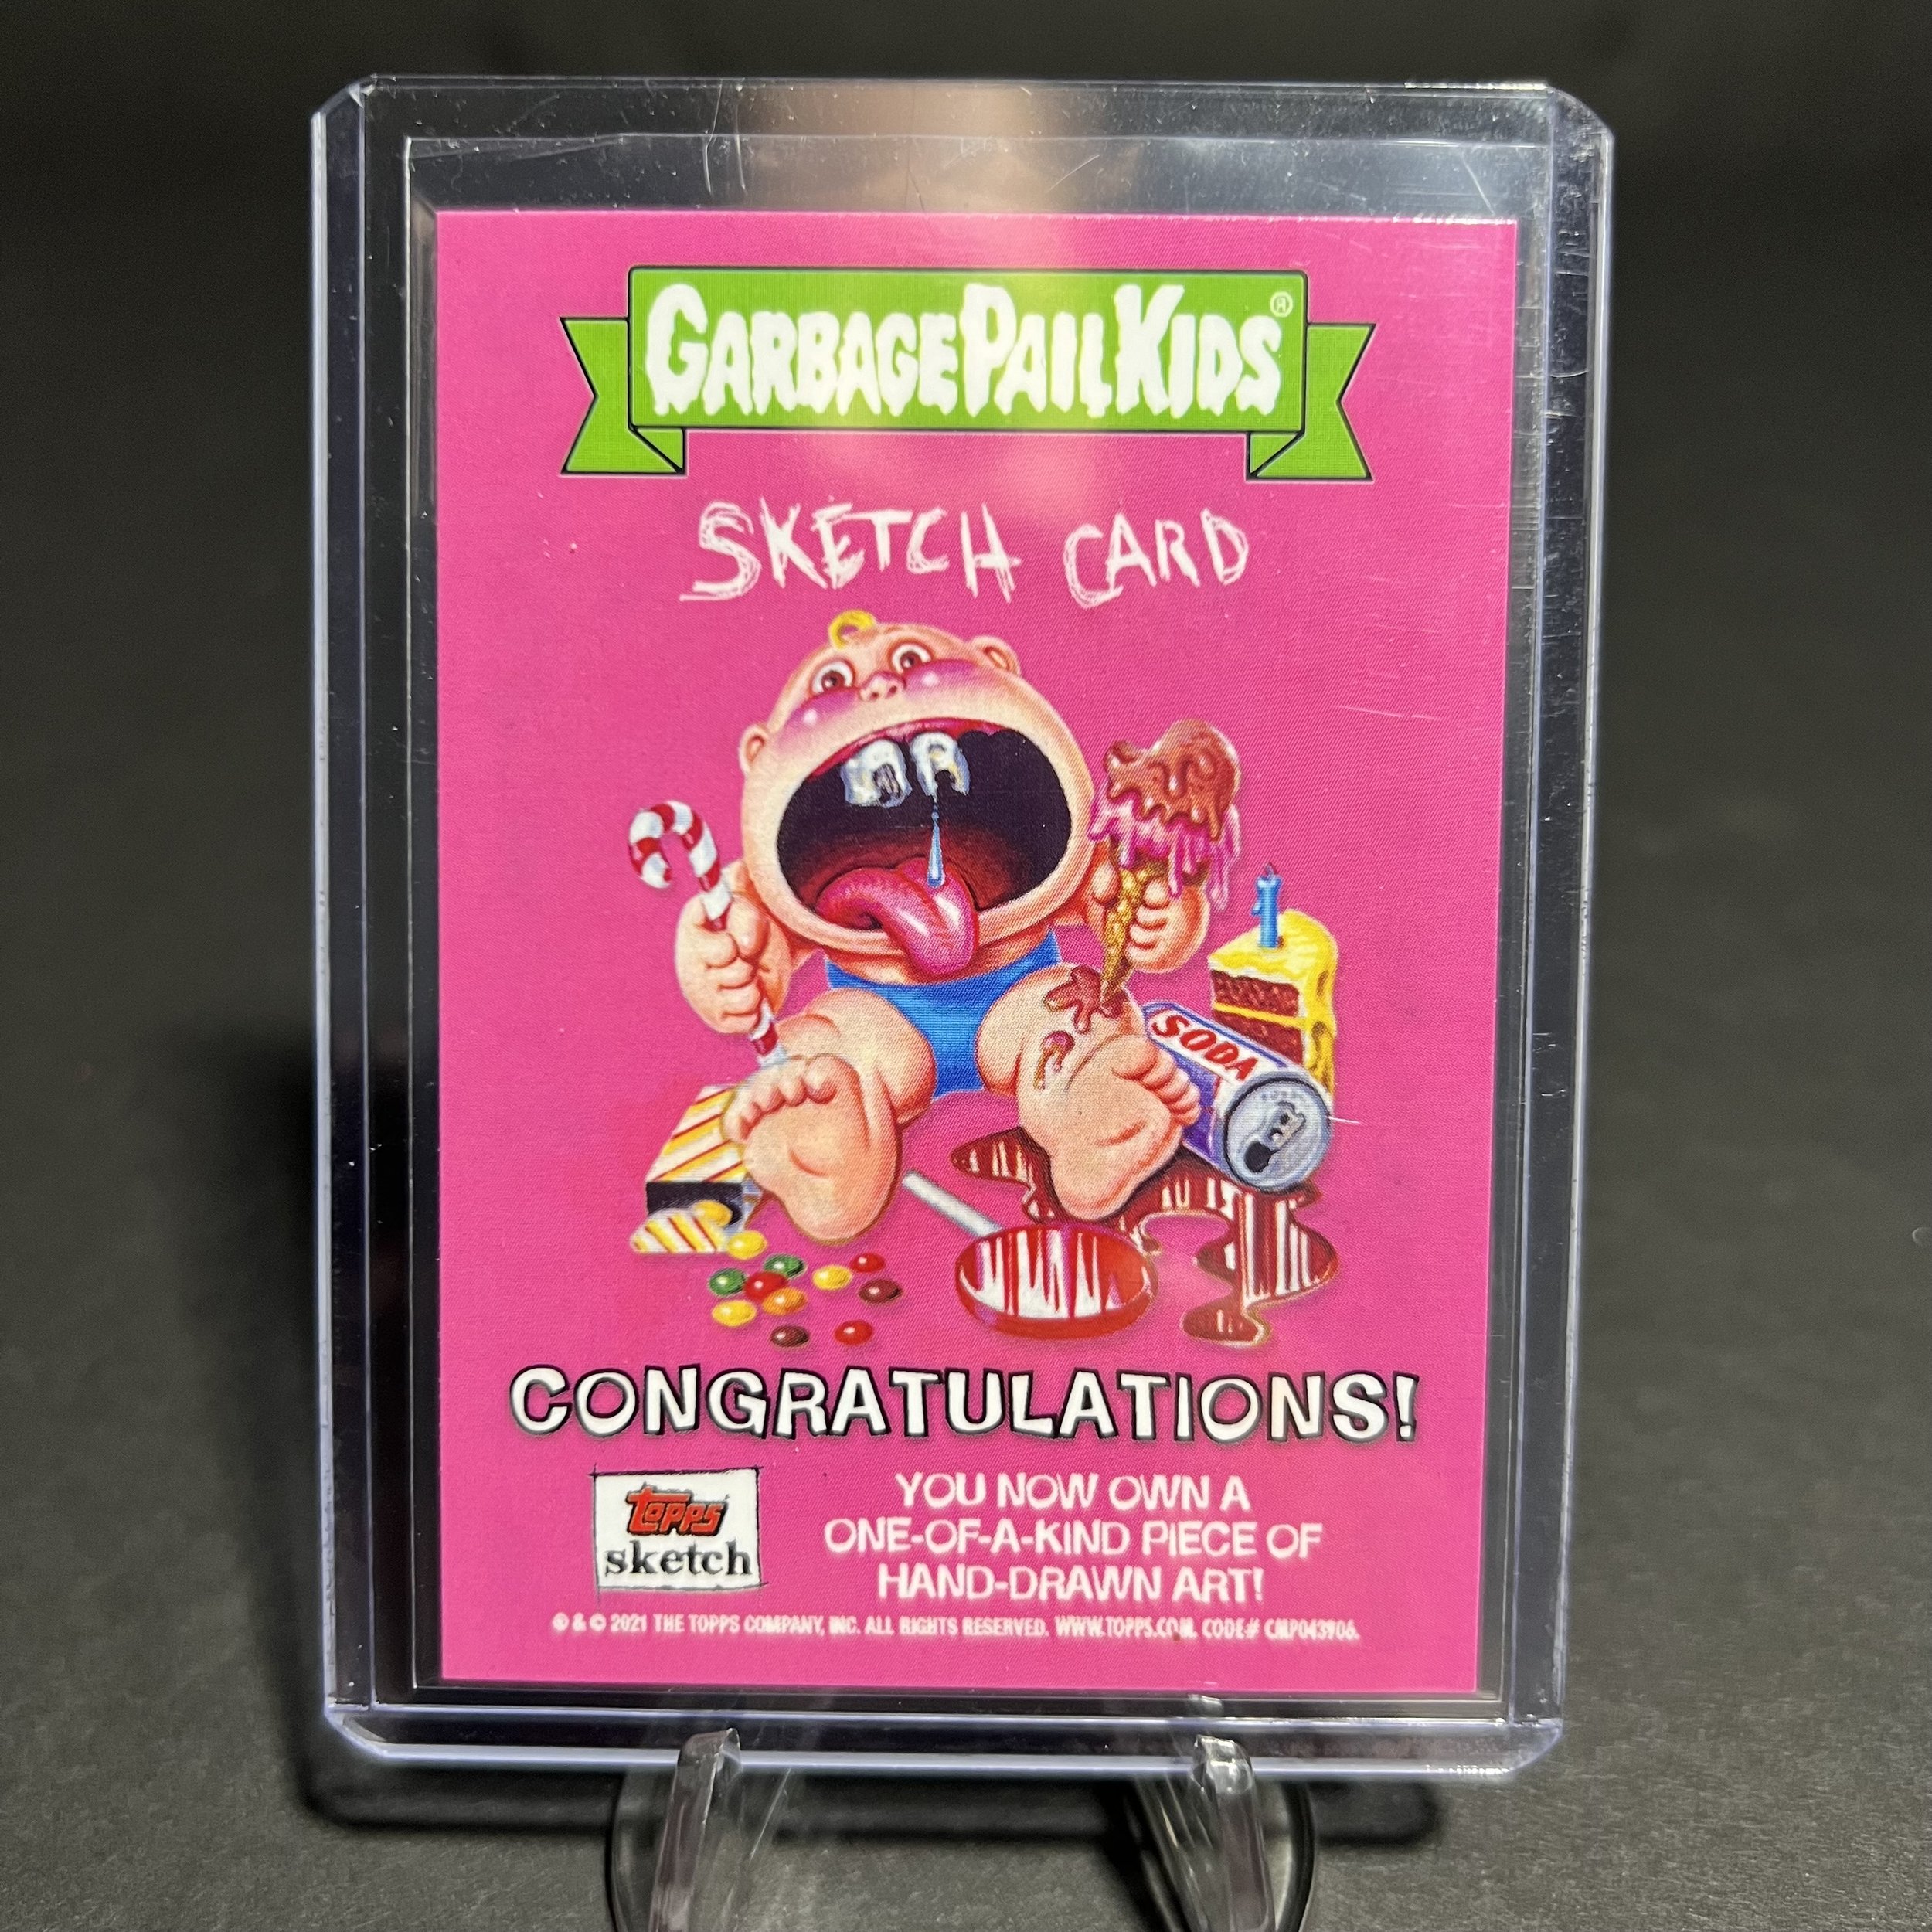 GARBAGE PAIL KIDS®
SKETCH CARD
SODA
CONGRATULATIONS!
topps
sketch
YOU NOW OWN A
ONE-OF-A-KIND PIECE OF
HAND-DRAWN ART!
® & © 2021 THE TOPPS COMPANY, INC. ALL RIGHTS RESERVED. WWW.TOPPS.COM. CODE# CMP043906.